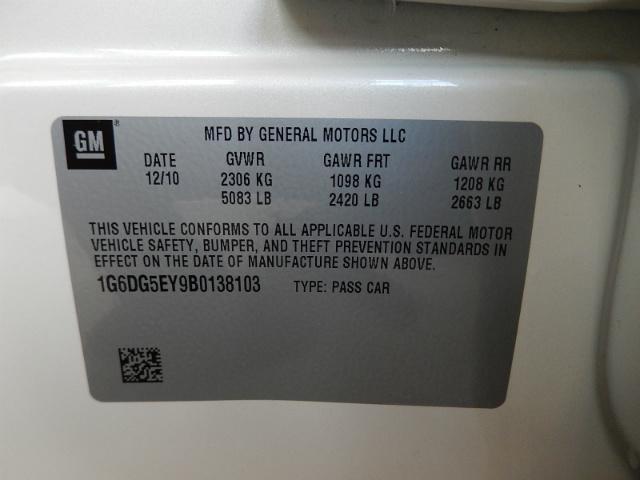 GM ® MFD BY GENERAL MOTORS LLC
DATE GVWR GAWR FRT GAWR RR
12/10 2306 KG 1098 KG 1208 KG
5083 LB 2420 LB 2663 LB
THIS VEHICLE CONFORMS TO ALL APPLICABLE U.S. FEDERAL MOTOR
VEHICLE SAFETY, BUMPER, AND THEFT PREVENTION STANDARDS IN
EFFECT ON THE DATE OF MANUFACTURE SHOWN ABOVE.
1G6DG5EY9B0138103 TYPE: PASS CAR